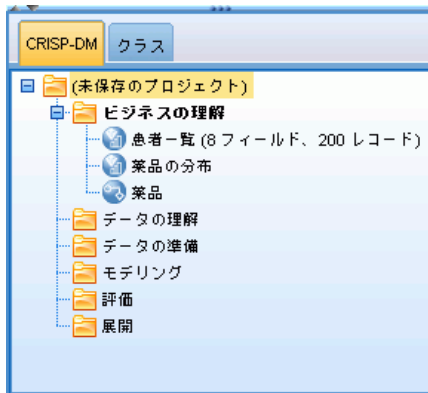 CRISP-DM クラス
(未保存のプロジェクト)
ビジネスの理解
患者一覧 (8 フィールド、200 レコード)
薬品の分布
薬品
データの理解
データの準備
モデリング
評価
展開